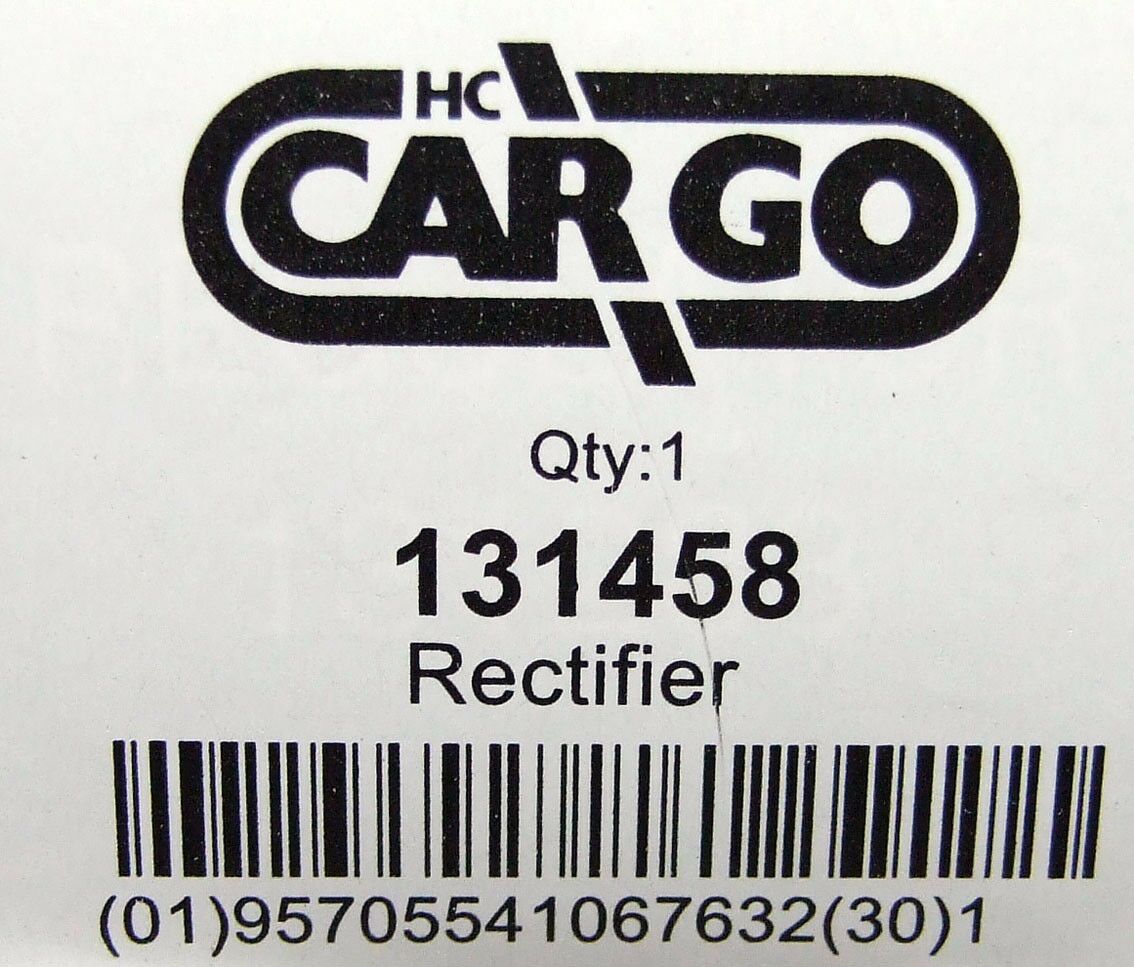 HC
CARGO
Qty:1
131458
Rectifier
(01)95705541067632(30)1